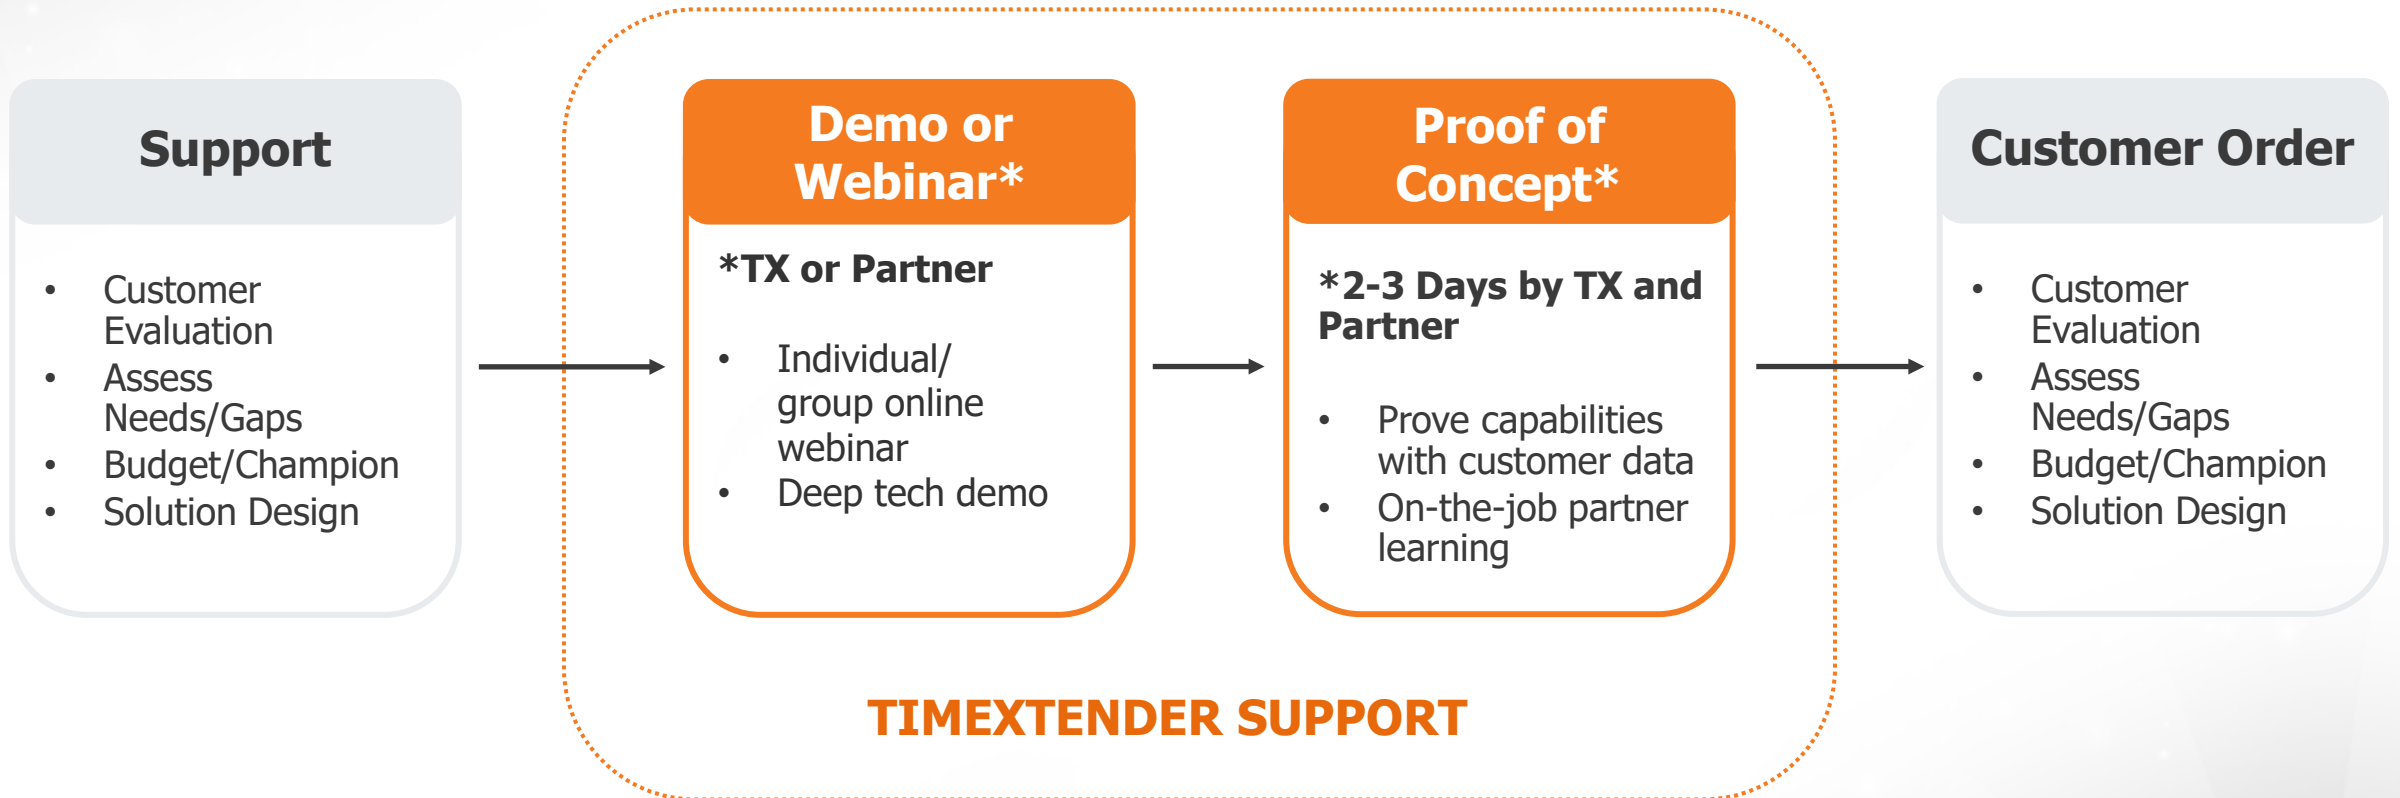 Support
• Customer
Evaluation
• Assess
Needs/Gaps
• Budget/Champion
• Solution Design
Demo or
Webinar*
*TX or Partner
• Individual/
group online
webinar
• Deep tech demo
Proof of
Concept*
*2-3 Days by TX and
Partner
• Prove capabilities
with customer data
• On-the-job partner
learning
Customer Order
• Customer
Evaluation
• Assess
Needs/Gaps
• Budget/Champion
• Solution Design
TIMEXTENDER SUPPORT